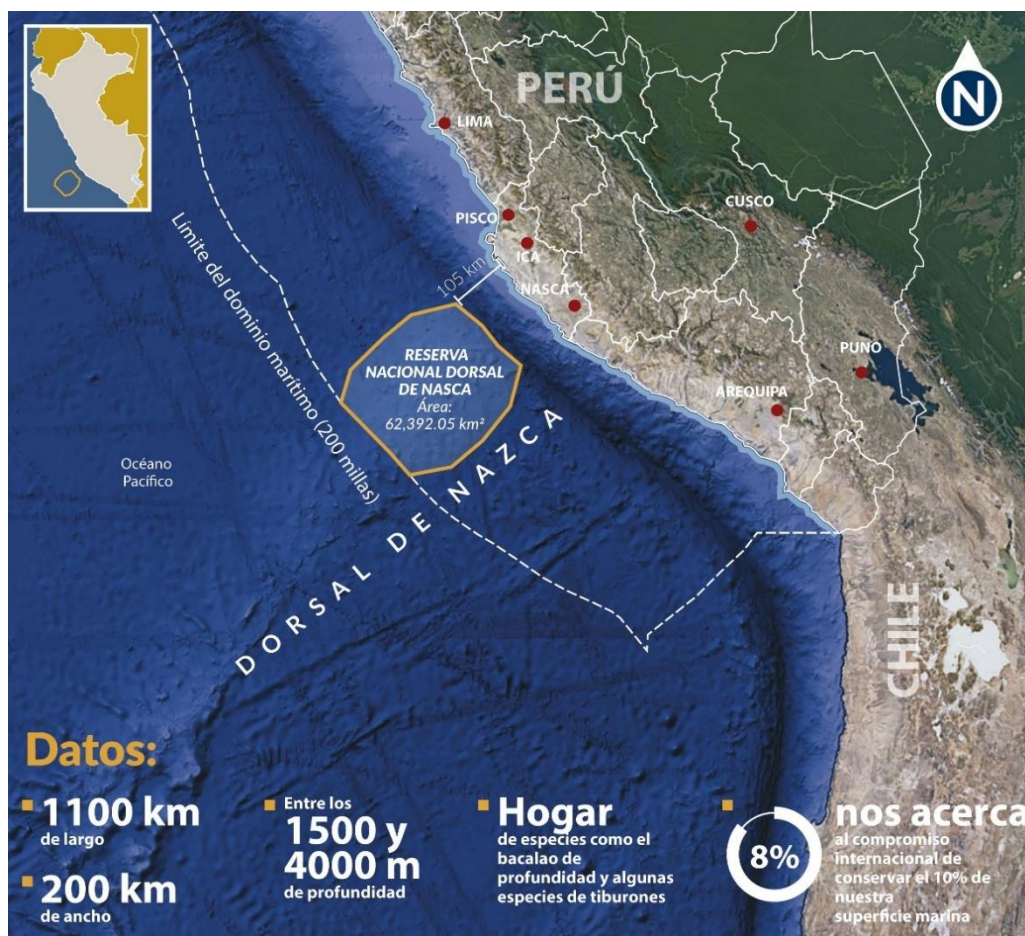 N
PERÚ
LIMA
CUSCO
PISCO
ICA
105 km
NASCA
PUNO
AREQUIPA
Límite del dominio marítimo (200 millas)
RESERVA
NACIONAL DORSAL
DE NASCA
Área:
62,392.05 km²
Océano
Pacífico
DORSAL DE NAZCA
CHILE
Datos:
1100 km
de largo
200 km
de ancho
Entre los
1500 y
4000 m
de profundidad
Hogar
de especies como el
bacalao de
profundidad y algunas
especies de tiburones
8%
nos acerca
al compromiso
internacional de
conservar el 10% de
nuestra
superficie marina